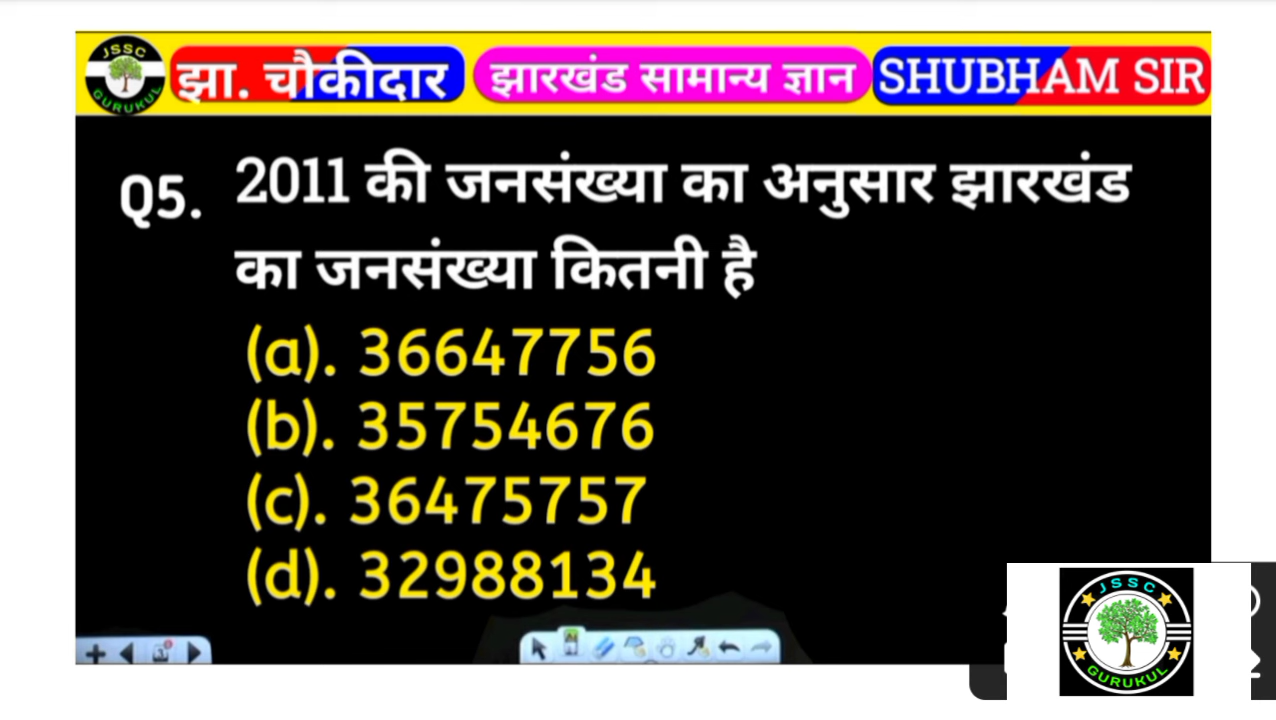 JSSC
GURUKUL
झा. चौकीदार
झारखंड सामान्य ज्ञान
SHUBHAM SIR
Q5. 2011 की जनसंख्या का अनुसार झारखंड
का जनसंख्या कितनी है
(a). 36647756
(b). 35754676
(c). 36475757
(d). 32988134
JSSC
GURUKUL